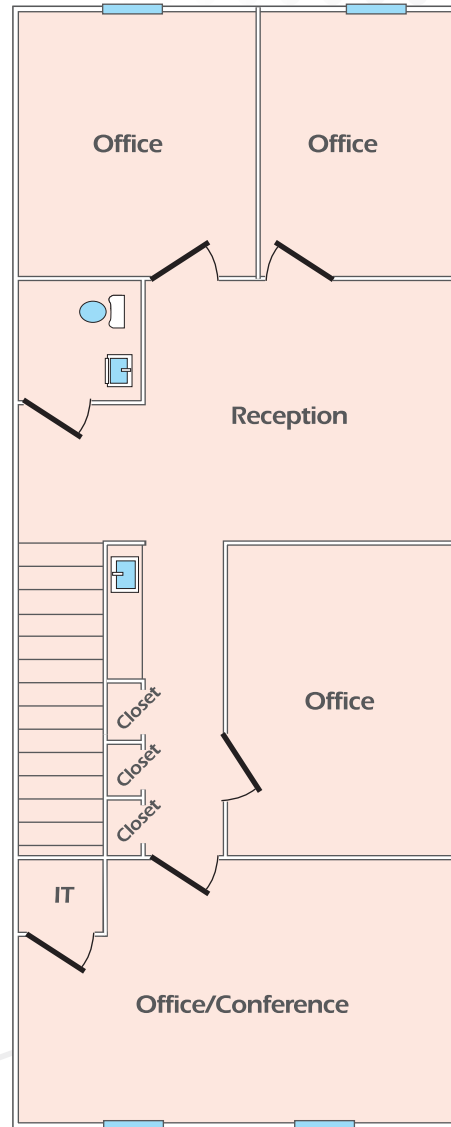 Office
Office
Reception
Office
Closet
Closet
Closet
IT
Office/Conference